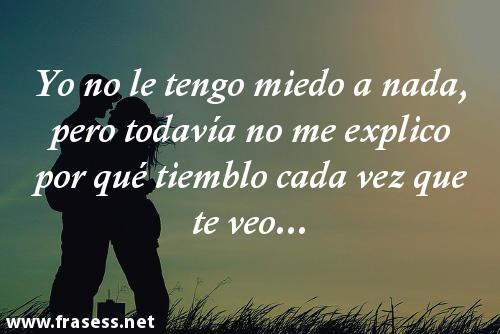 Yo no le tengo miedo a nada,
pero todavía no me explico
por qué tiemblo cada vez que
te veo...
www.frasess.net